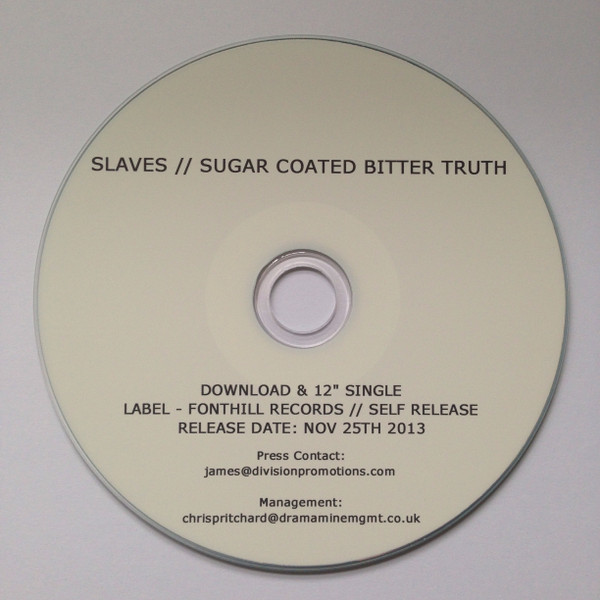 SLAVES // SUGAR COATED BITTER TRUTH
DOWNLOAD & 12" SINGLE
LABEL - FONTHILL RECORDS // SELF RELEASE
RELEASE DATE: NOV 25TH 2013
Press Contact:
james@divisionpromotions.com
Management:
chrispritchard@dramaminemgmt.co.uk